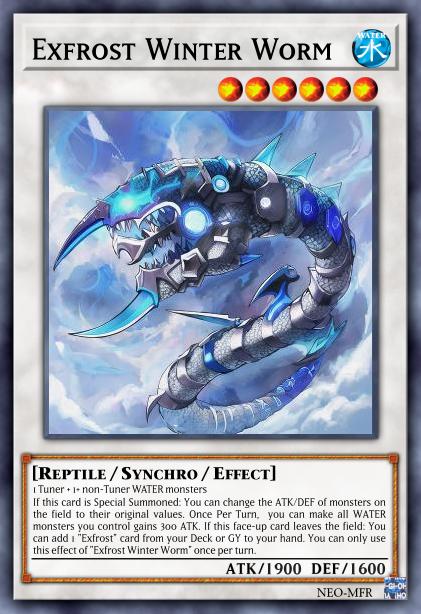 Exfrost Winter Worm
WATER
水
[Reptile / Synchro / Effect]
1 Tuner + 1+ non-Tuner WATER monsters
If this card is Special Summoned: You can change the ATK/DEF of monsters on
the field to their original values. Once Per Turn, you can make all WATER
monsters you control gains 300 ATK. If this face-up card leaves the field: You
can add 1 "Exfrost" card from your Deck or GY to your hand. You can only use
this effect of "Exfrost Winter Worm" once per turn.
ATK/1900 DEF/1600
NEO-MFR